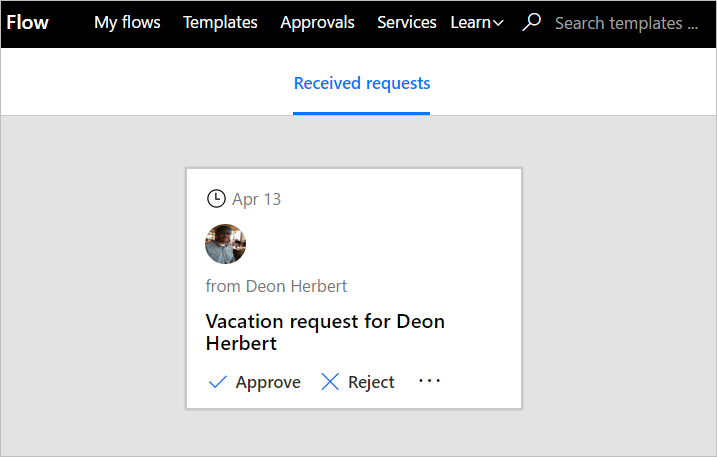 Flow My flows Templates Approvals Services Learn Search templates ...
Received requests
Apr 13
from Deon Herbert
Vacation request for Deon
Herbert
Approve Reject ...